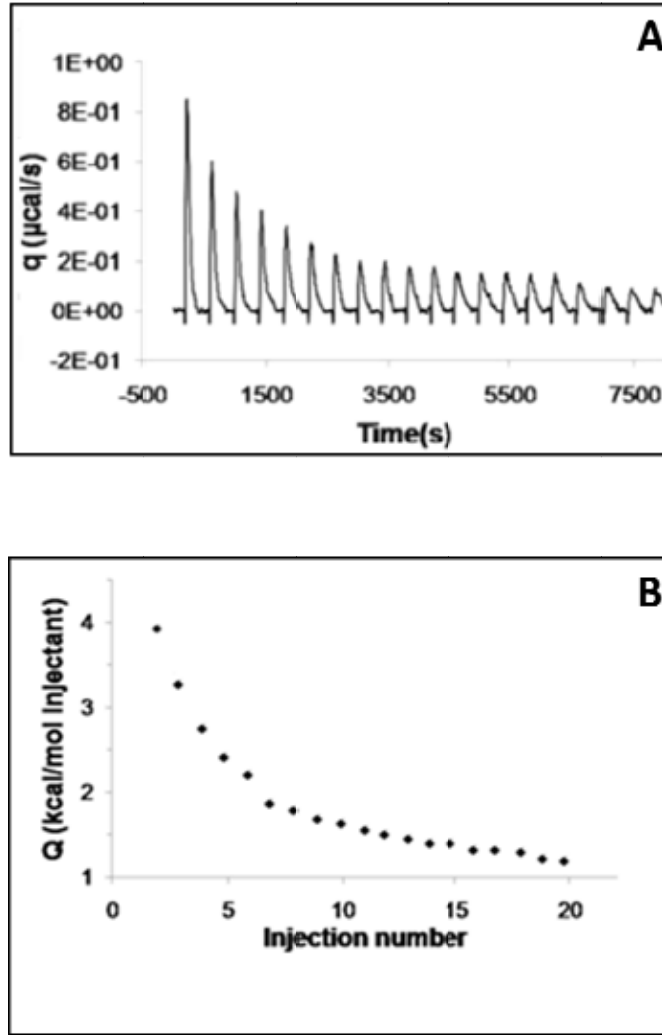 A
1E+00
8E-01
6E-01
4E-01
2E-01
0E+00
-2E-01
q (µcal/s)
-500 1500 3500 5500 7500
Time(s)
B
4
3
2
1
Q (kcal/mol Injectant)
0 5 10 15 20
Injection number